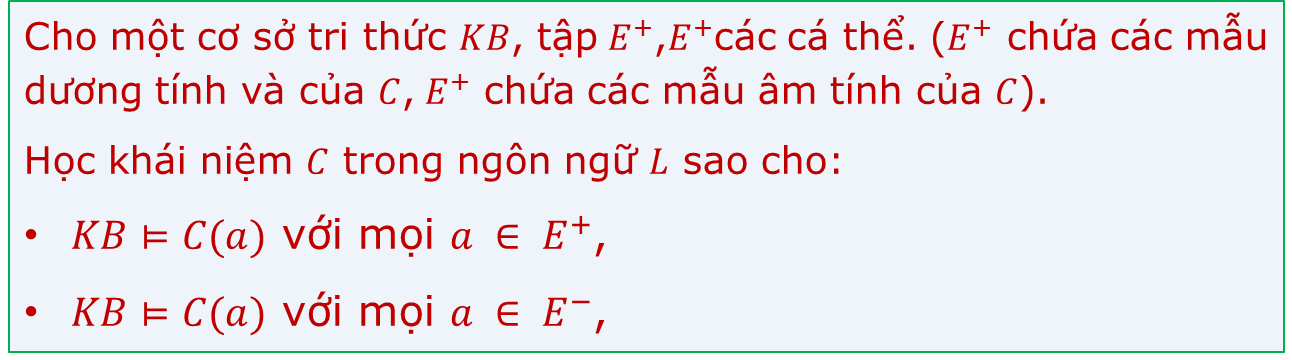 Cho một cơ sở tri thức 𝐾𝐵, tập 𝐸⁺,𝐸⁺các cá thể. (𝐸⁺ chứa các mẫu
dương tính và của 𝐶, 𝐸⁺ chứa các mẫu âm tính của 𝐶).
Học khái niệm 𝐶 trong ngôn ngữ 𝐿 sao cho:
• 𝐾𝐵 ⊨ 𝐶(𝑎) với mọi 𝑎 ∈ 𝐸⁺,
• 𝐾𝐵 ⊨ 𝐶(𝑎) với mọi 𝑎 ∈ 𝐸⁻,